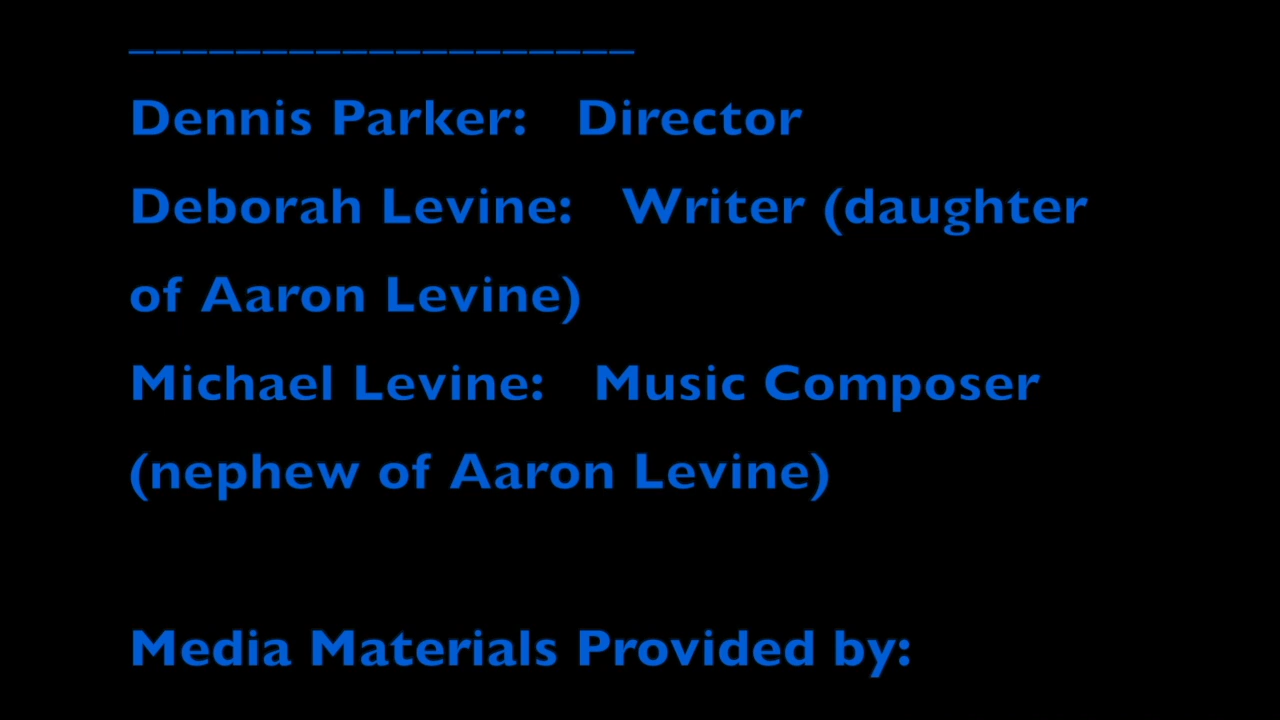 ___________________
Dennis Parker:   Director
Deborah Levine:   Writer (daughter
of Aaron Levine)
Michael Levine:   Music Composer
(nephew of Aaron Levine)
Media Materials Provided by: